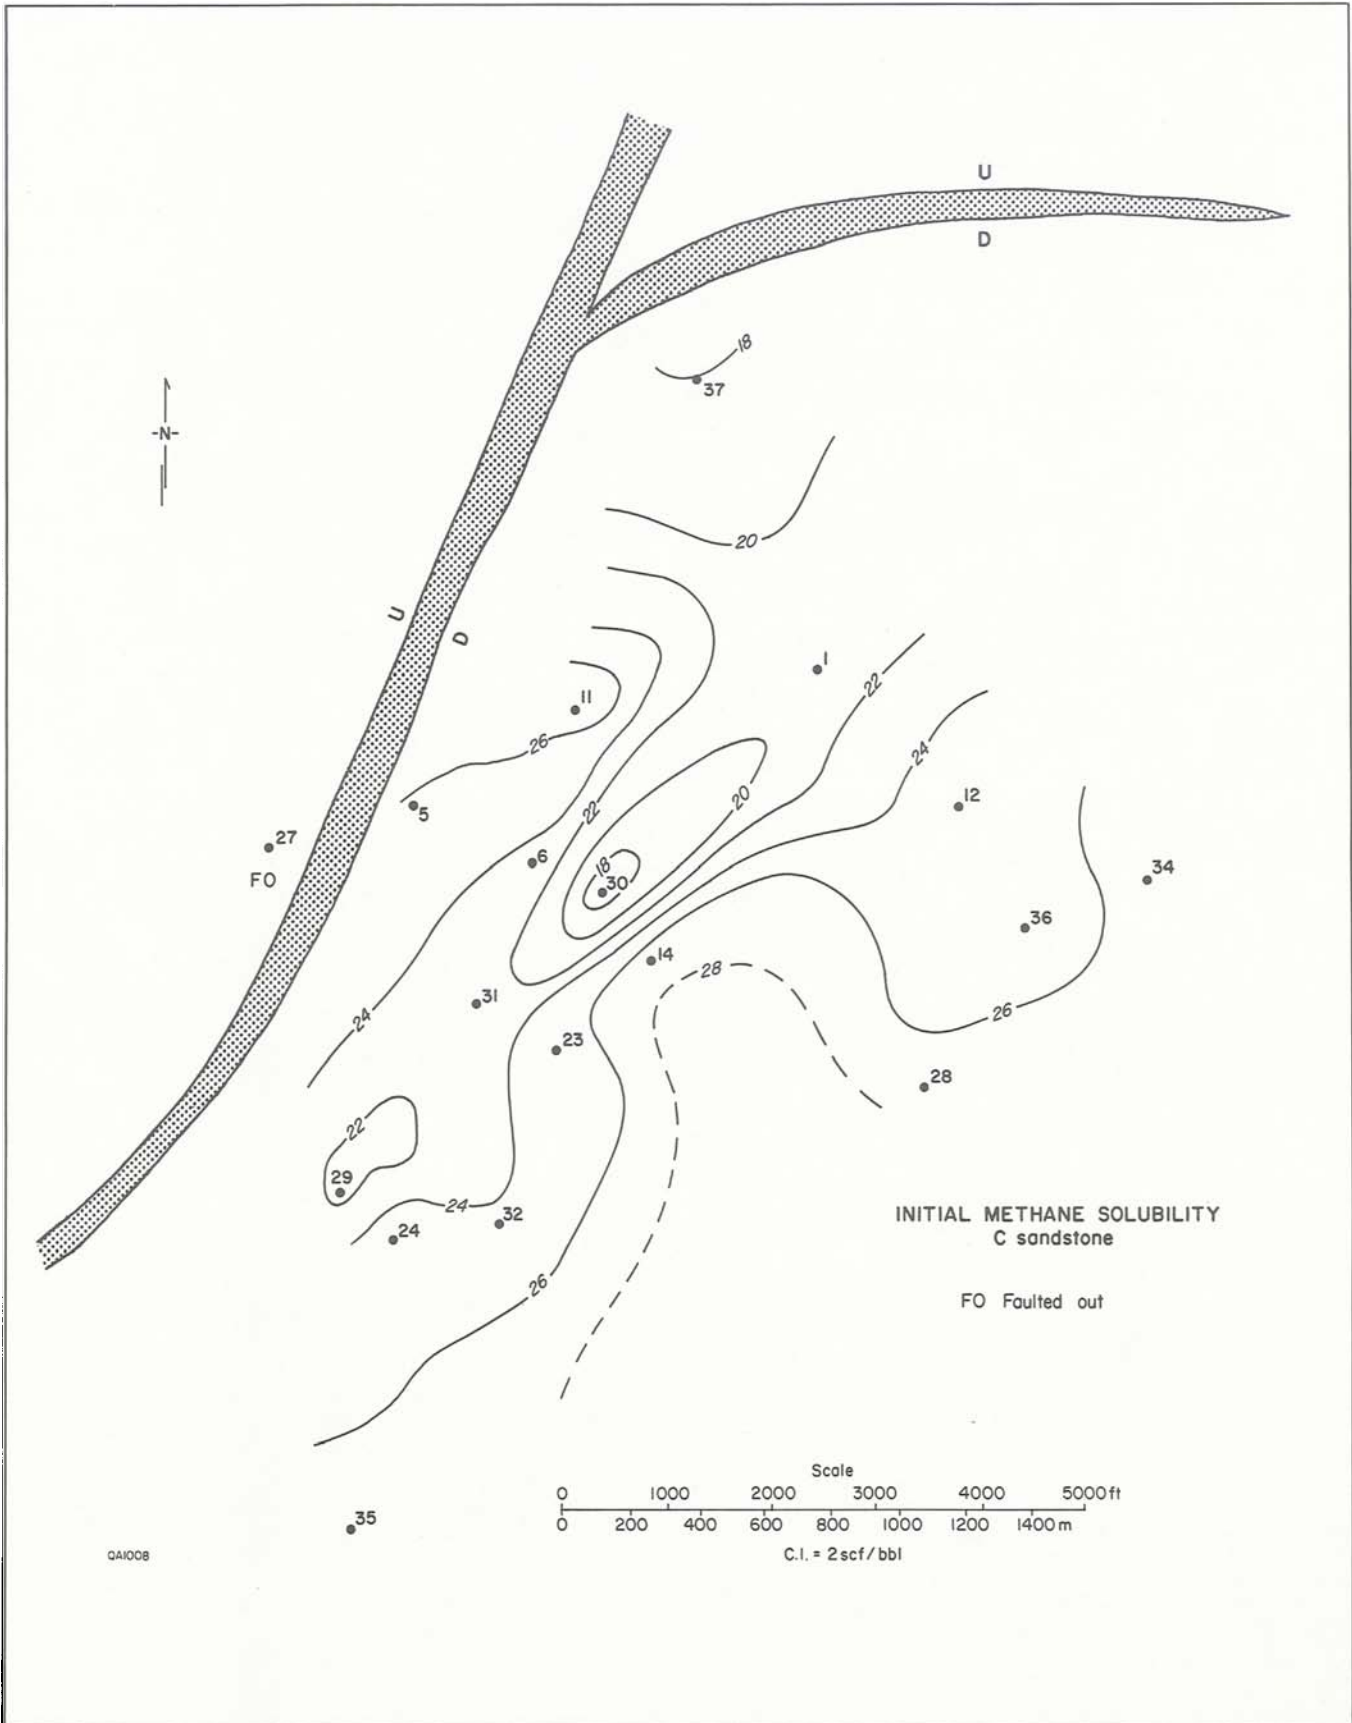 U
D
18
37
-N-
20
U
D
1
22
11
26
24
5
20
12
22
27
6
18
34
FO
30
36
14
28
31
26
24
23
28
22
29
24
32
24
INITIAL METHANE SOLUBILITY
C sandstone
26
FO Faulted out
Scale
0 1000 2000 3000 4000 5000 ft
0 200 400 600 800 1000 1200 1400 m
35
QA1008
C.I. = 2 scf/bbl